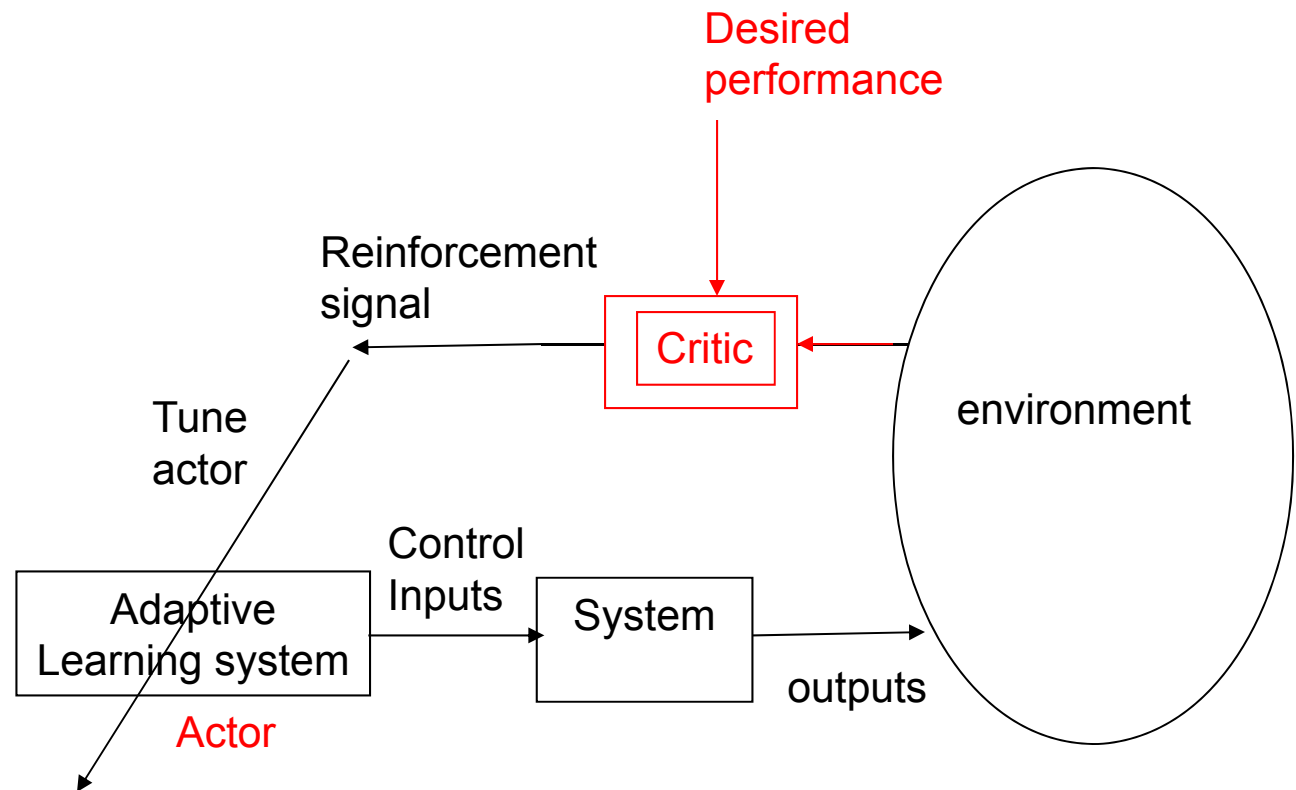 Desired
performance
Reinforcement
signal
Critic
environment
Tune
actor
Control
Inputs
Adaptive
Learning system
System
outputs
Actor